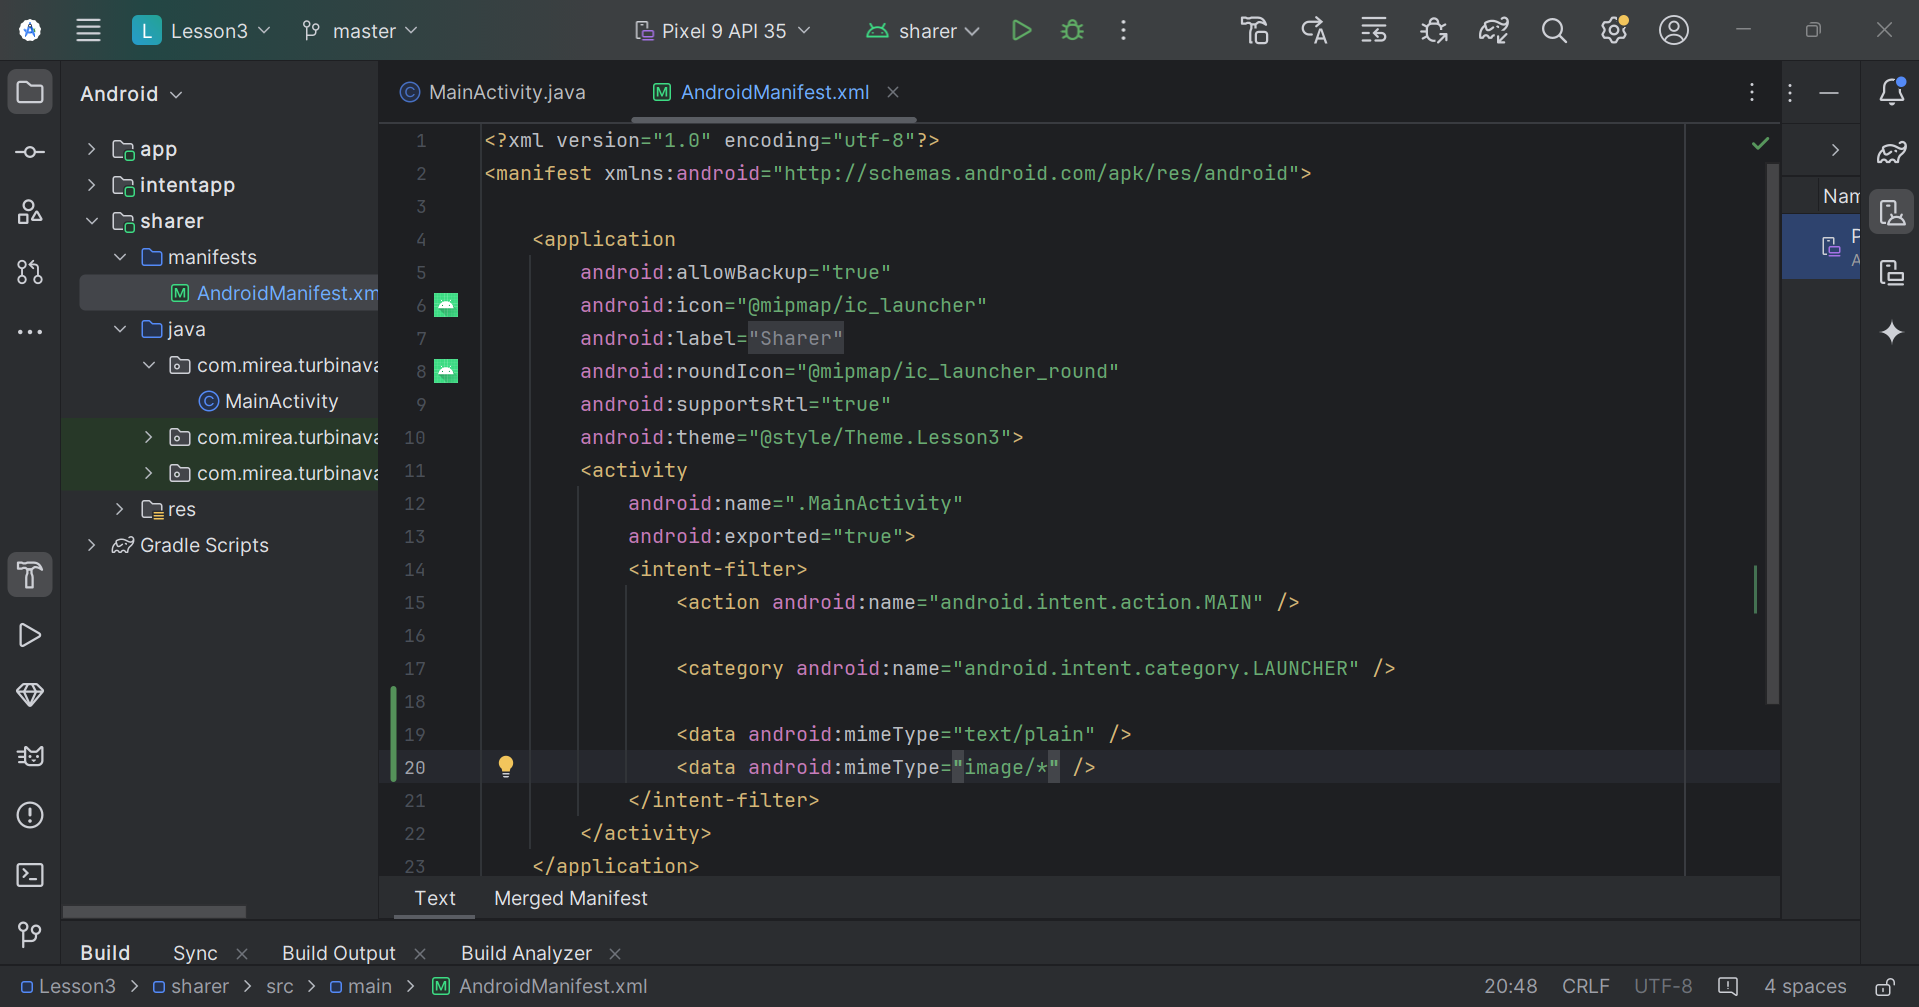 L Lesson3
master
Pixel 9 API 35
sharer
Android
app
intentapp
sharer
manifests
AndroidManifest.xm
java
com.mirea.turbinava
MainActivity
com.mirea.turbinava
com.mirea.turbinava
res
Gradle Scripts
MainActivity.java
AndroidManifest.xml
1 <?xml version="1.0" encoding="utf-8"?>
2 <manifest xmlns:android="http://schemas.android.com/apk/res/android">
3
4 <application
5 android:allowBackup="true"
6 android:icon="@mipmap/ic_launcher"
7 android:label="Sharer"
8 android:roundIcon="@mipmap/ic_launcher_round"
9 android:supportsRtl="true"
10 android:theme="@style/Theme.Lesson3">
11 <activity
12 android:name=".MainActivity"
13 android:exported="true">
14 <intent-filter>
15 <action android:name="android.intent.action.MAIN" />
16
17 <category android:name="android.intent.category.LAUNCHER" />
18
19 <data android:mimeType="text/plain" />
20 <data android:mimeType="image/*" />
21 </intent-filter>
22 </activity>
23 </application>
Text
Merged Manifest
Nam
P
A
Build
Sync
Build Output
Build Analyzer
Lesson3 > sharer > src > main > AndroidManifest.xml
20:48
CRLF
UTF-8
4 spaces